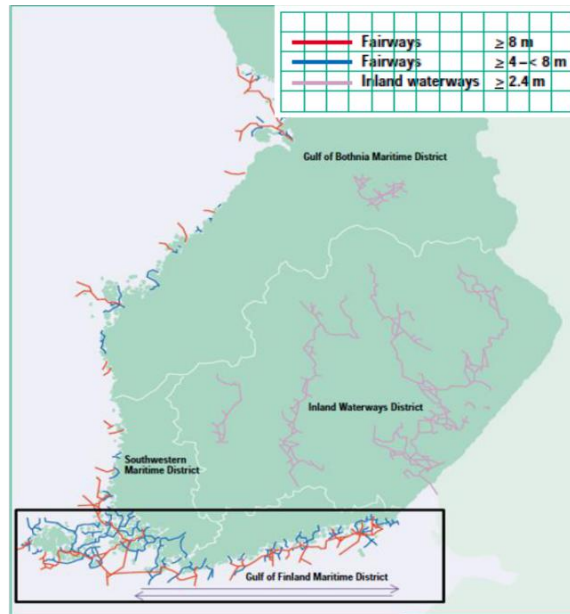 Fairways ≥ 8 m
Fairways ≥ 4 – < 8 m
Inland waterways ≥ 2.4 m
Gulf of Bothnia Maritime District
Inland Waterways District
Southwestern
Maritime District
Gulf of Finland Maritime District